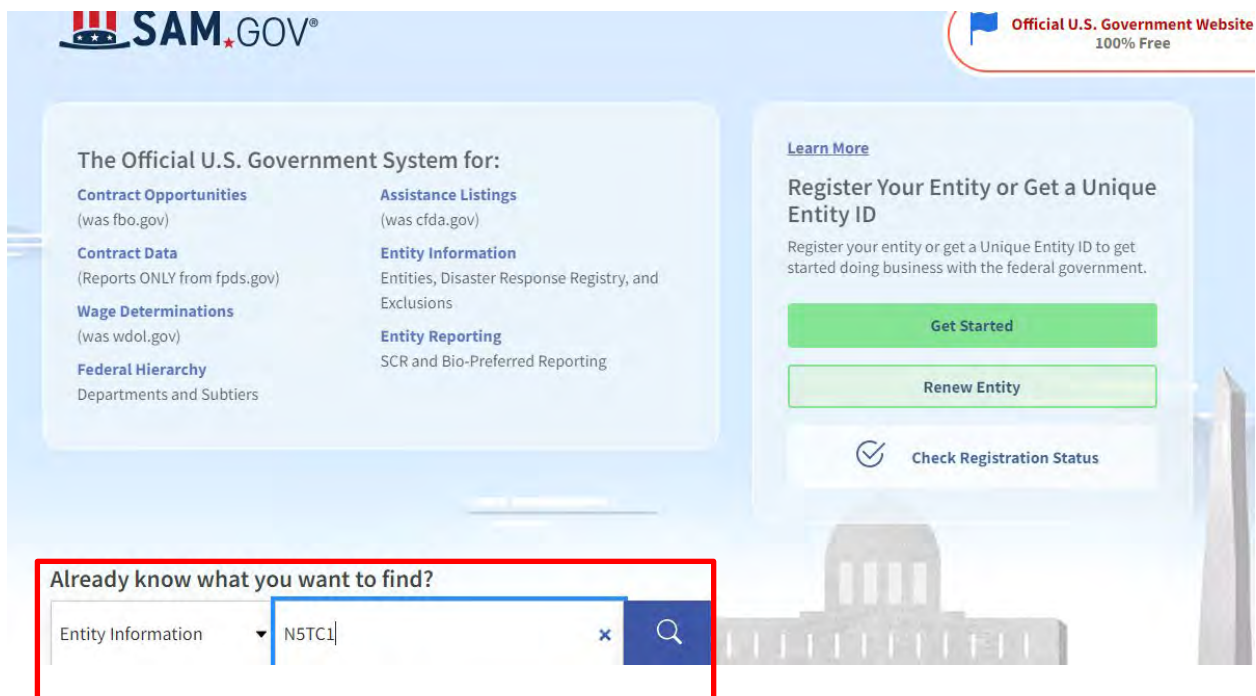 SAM.GOV®
Official U.S. Government Website
100% Free
The Official U.S. Government System for:
Contract Opportunities
(was fbo.gov)
Contract Data
(Reports ONLY from fpds.gov)
Wage Determinations
(was wdol.gov)
Federal Hierarchy
Departments and Subtiers
Assistance Listings
(was cfda.gov)
Entity Information
Entities, Disaster Response Registry, and
Exclusions
Entity Reporting
SCR and Bio-Preferred Reporting
Learn More
Register Your Entity or Get a Unique
Entity ID
Register your entity or get a Unique Entity ID to get
started doing business with the federal government.
Get Started
Renew Entity
Check Registration Status
Already know what you want to find?
Entity Information
N5TC1